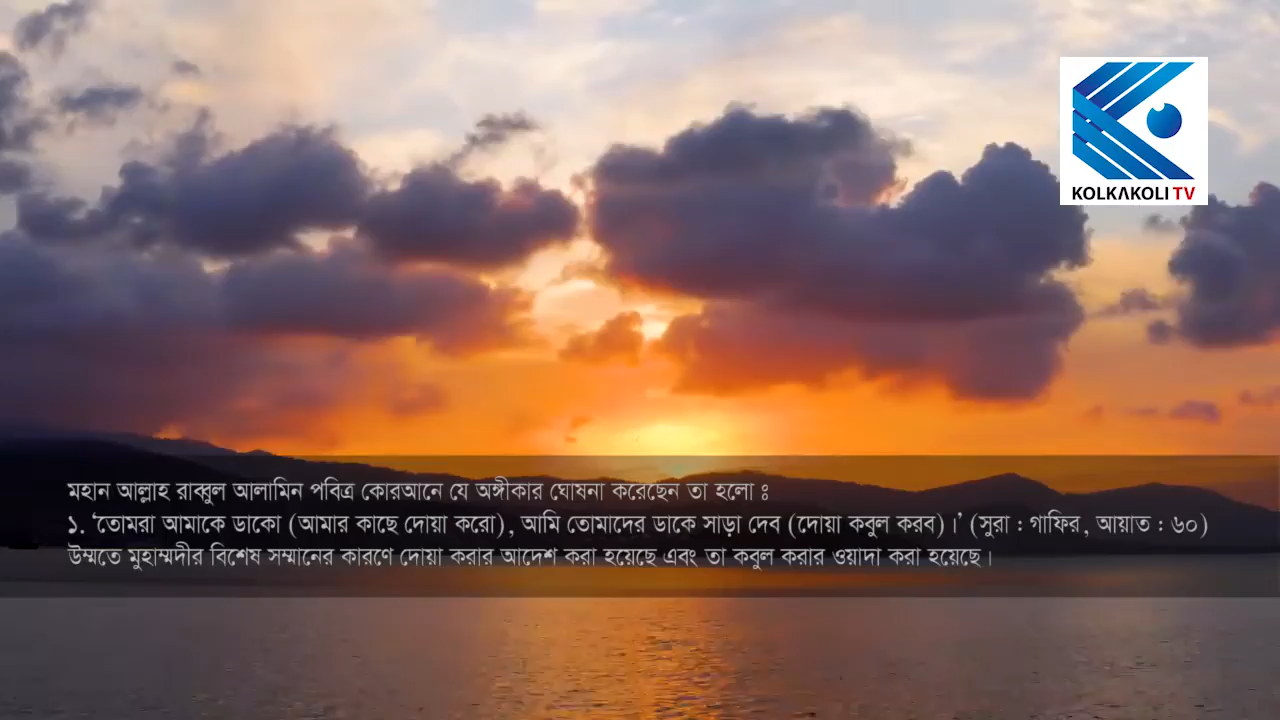 KOLKAKOLI TV
মহান আল্লাহ রাব্বুল আলামিন পবিত্র কোরআনে যে অঙ্গীকার ঘোষনা করেছেন তা হলো ঃ
১. ‘তোমরা আমাকে ডাকো (আমার কাছে দোয়া করো), আমি তোমাদের ডাকে সাড়া দেব (দোয়া কবুল করব)।’ (সুরা : গাফির, আয়াত : ৬০)
উম্মতে মুহাম্মদীর বিশেষ সম্মানের কারণে দোয়া করার আদেশ করা হয়েছে এবং তা কবুল করার ওয়াদা করা হয়েছে।